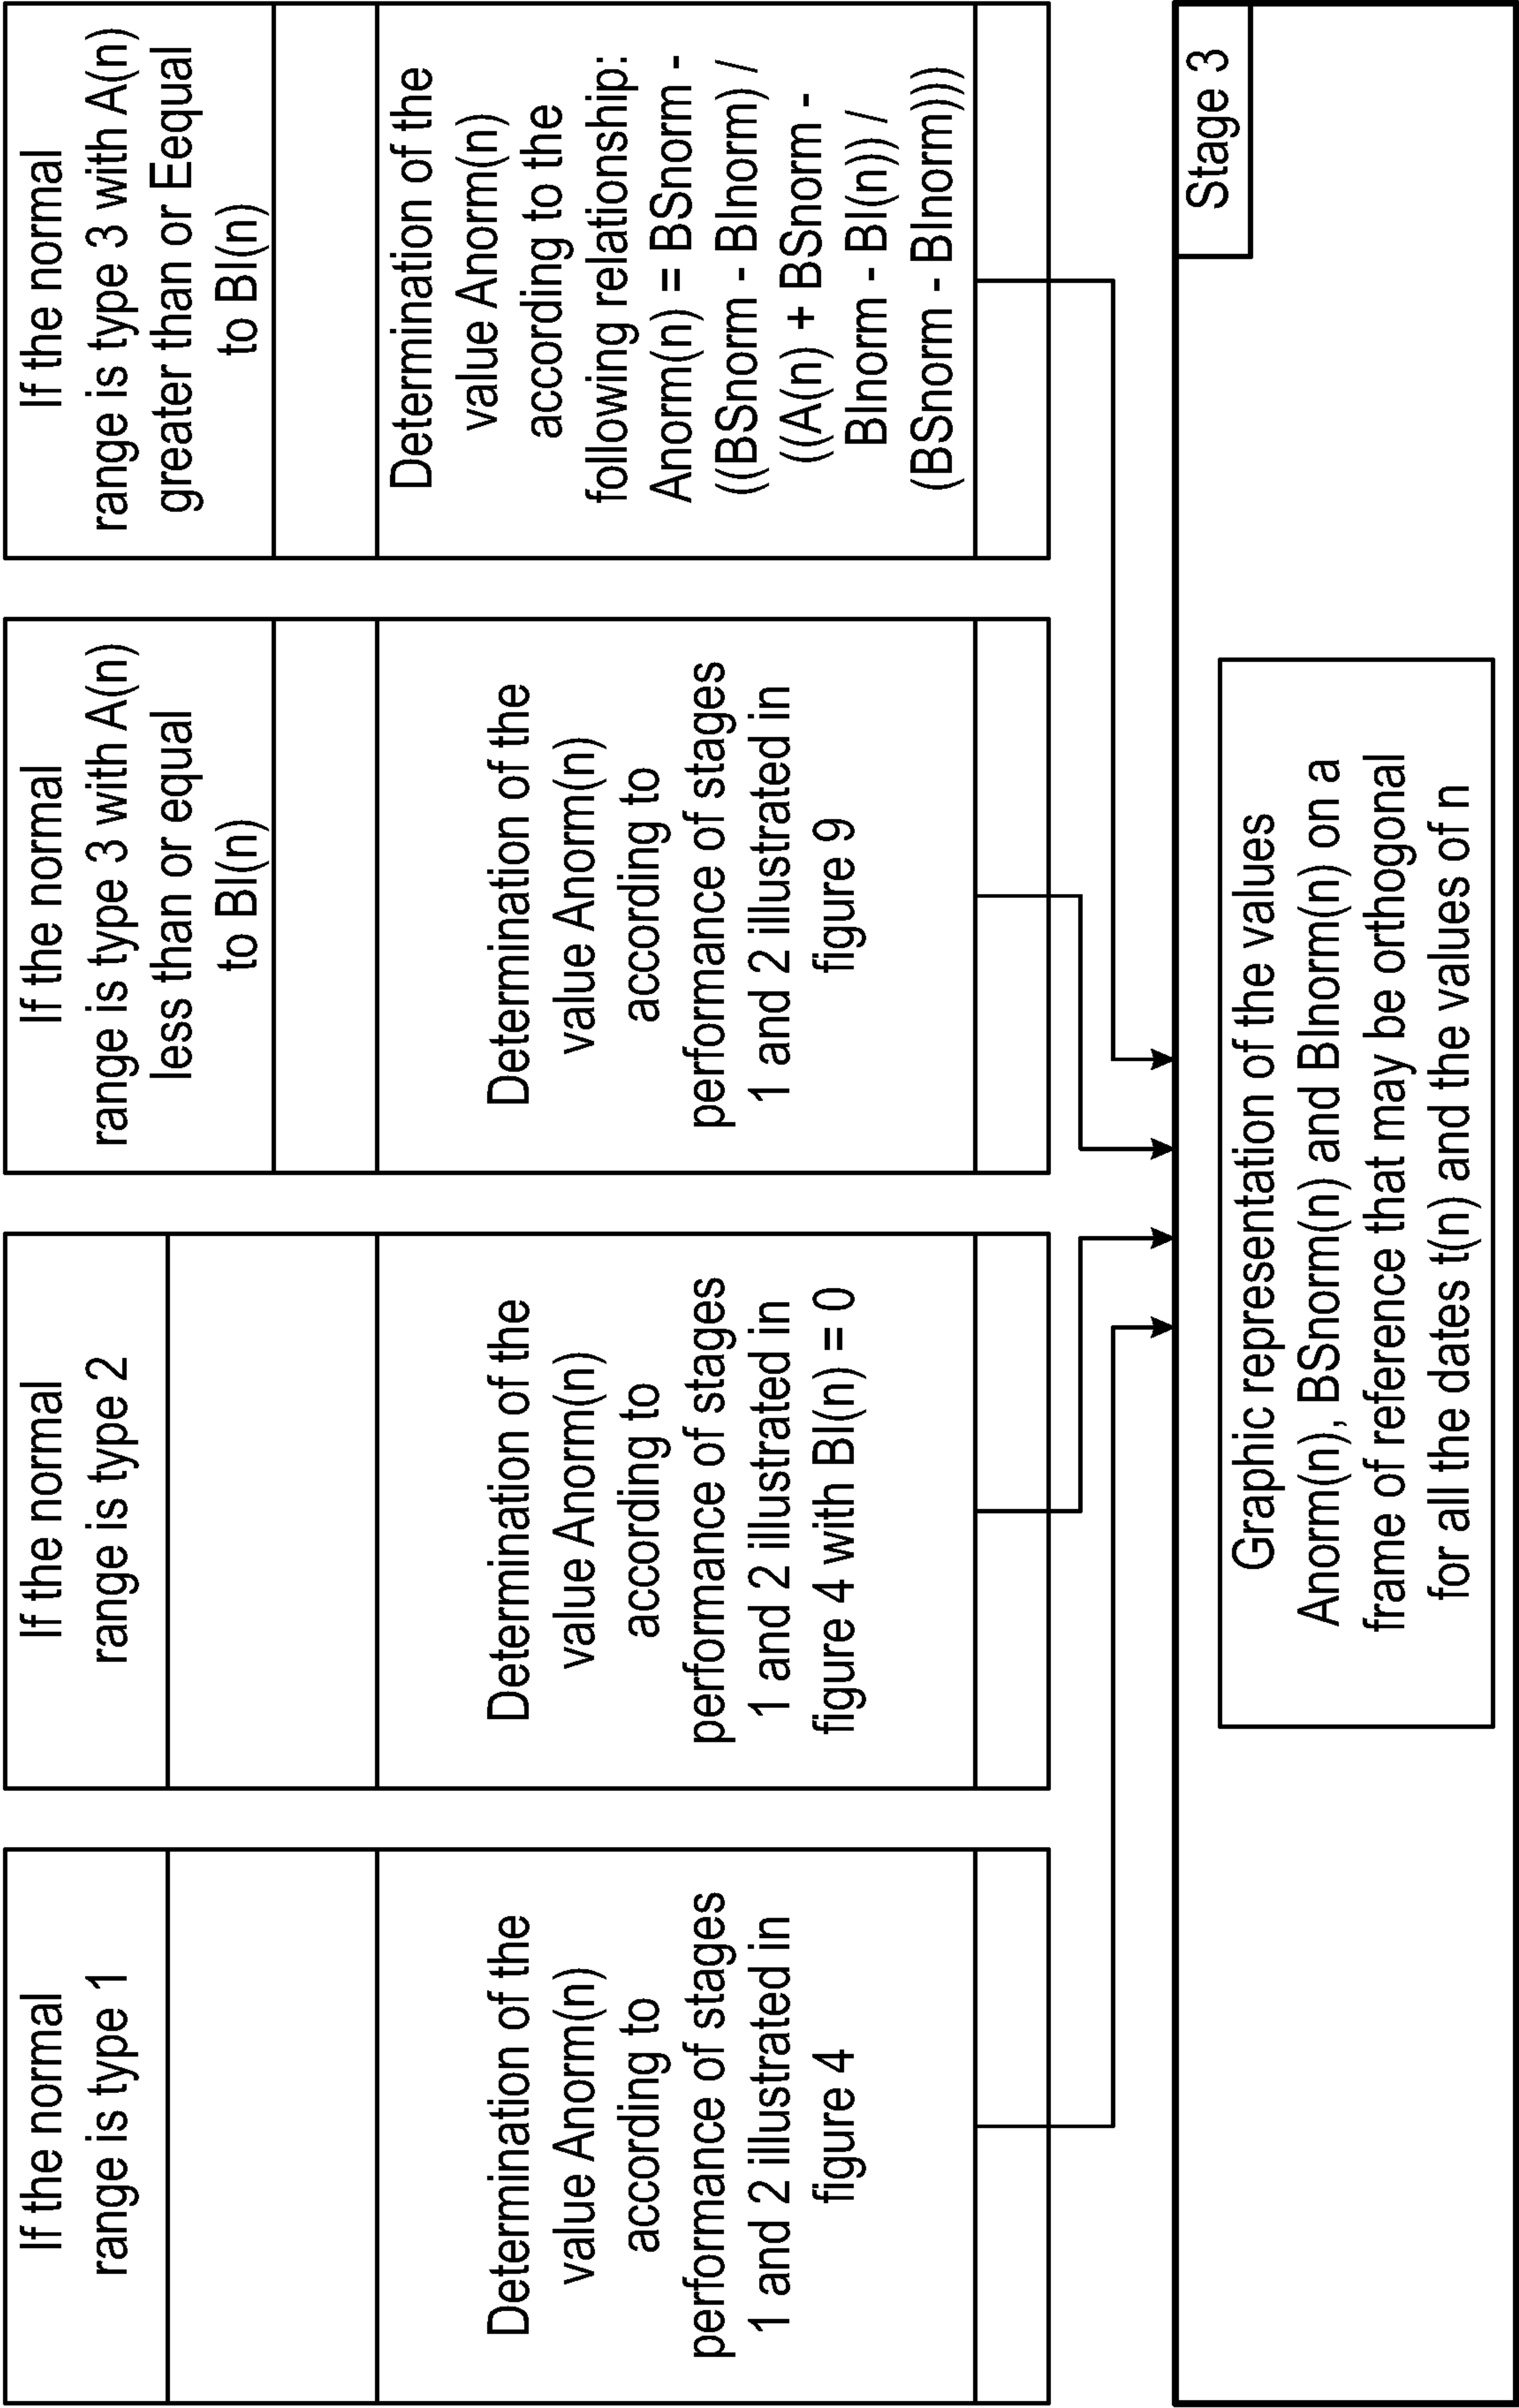 If the normal
range is type 1
Determination of the
value Anorm(n)
according to
performance of stages
1 and 2 illustrated in
figure 4
If the normal
range is type 2
Determination of the
value Anorm(n)
according to
performance of stages
1 and 2 illustrated in
figure 4 with BI(n) = 0
If the normal
range is type 3 with A(n)
less than or equal
to BI(n)
Determination of the
value Anorm(n)
according to
performance of stages
1 and 2 illustrated in
figure 9
If the normal
range is type 3 with A(n)
greater than or Eequal
to BI(n)
Determination of the
value Anorm(n)
according to the
following relationship:
Anorm(n) = BSnorm -
((BSnorm - BInorm) /
((A(n) + BSnorm -
BInorm - BI(n)) /
(BSnorm - BInorm)))
Stage 3
Graphic representation of the values
Anorm(n), BSnorm(n) and BInorm(n) on a
frame of reference that may be orthogonal
for all the dates t(n) and the values of n